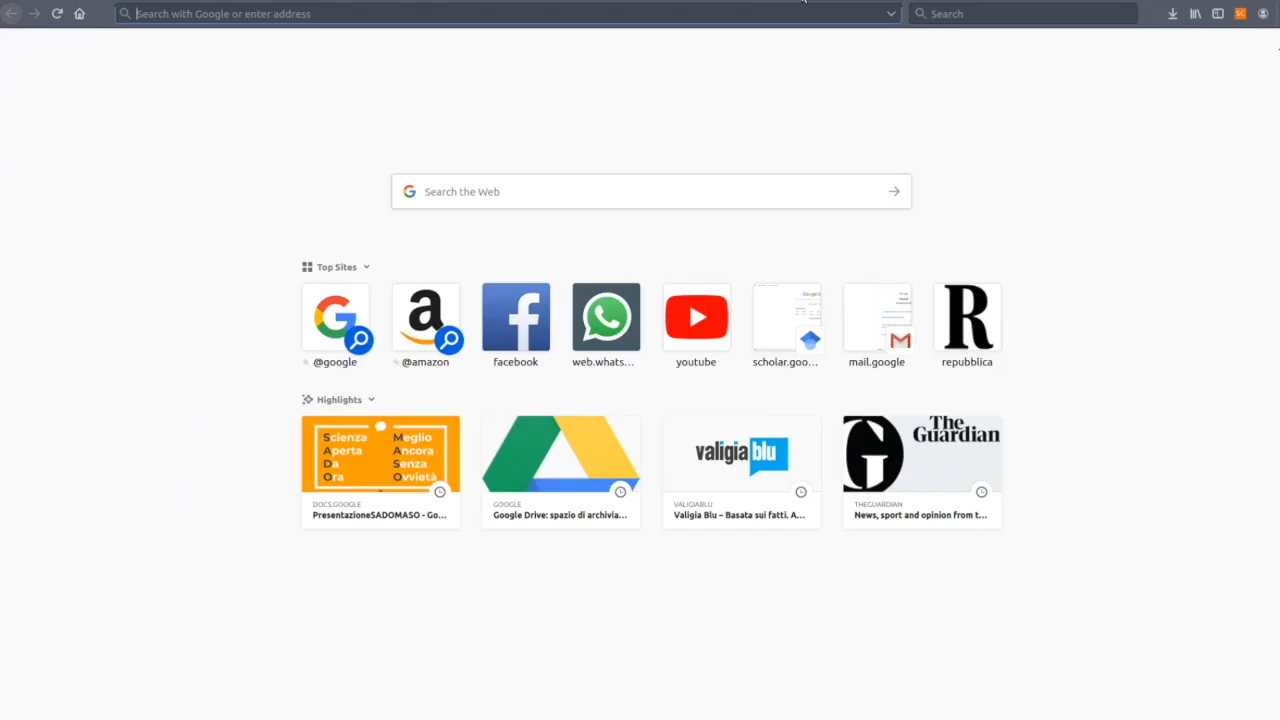 Search with Google or enter address
Search
SC
Search the Web
Top Sites
@google
@amazon
facebook
web.whats...
youtube
scholar.goo...
mail.google
R
repubblica
Highlights
Scienza Meglio
Aperta Ancora
Da Senza
Ora Ovvietà
DOCS.GOOGLE
PresentazioneSADOMASO - Go...
GOOGLE
Google Drive: spazio di archivia...
valigia blu
VALIGIABLU
Valigia Blu – Basata sui fatti. A...
The
Guardian
THEGUARDIAN
News, sport and opinion from t...